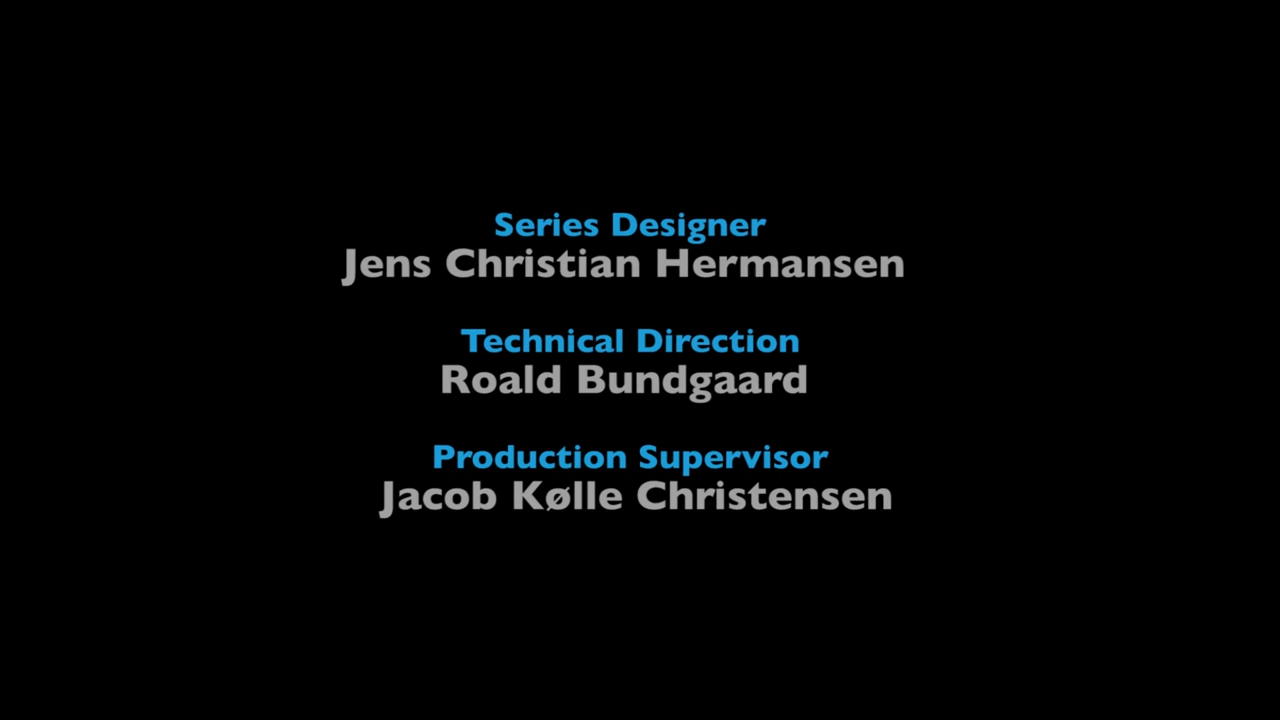 Series Designer
Jens Christian Hermansen
Technical Direction
Roald Bundgaard
Production Supervisor
Jacob Kølle Christensen